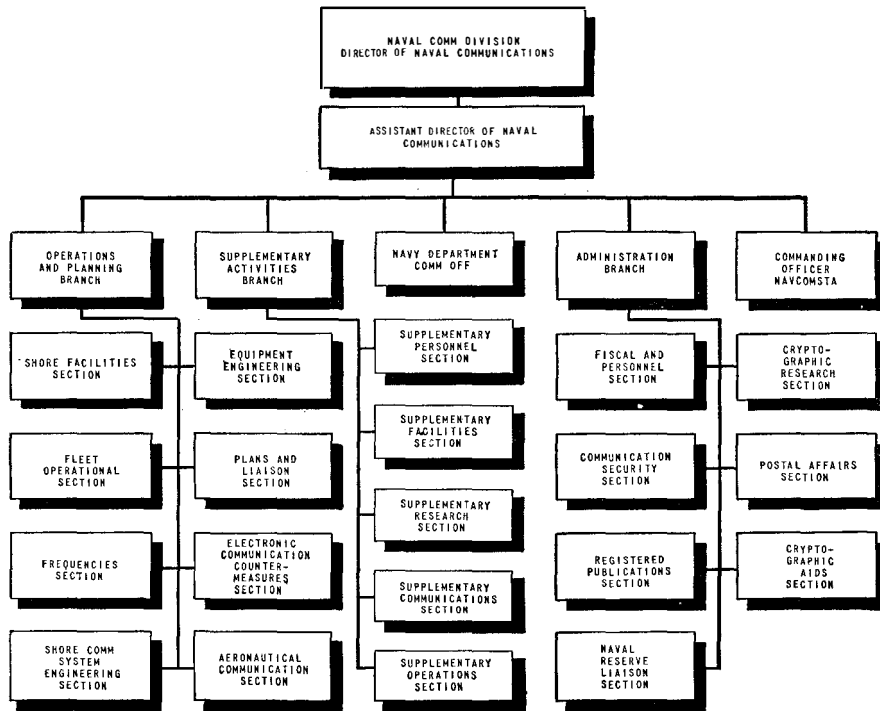 NAVAL COMM DIVISION
DIRECTOR OF NAVAL COMMUNICATIONS
ASSISTANT DIRECTOR OF NAVAL
COMMUNICATIONS
OPERATIONS
AND PLANNING
BRANCH
SUPPLEMENTARY
ACTIVITIES
BRANCH
NAVY DEPARTMENT
COMM OFF
ADMINISTRATION
BRANCH
COMMANDING
OFFICER
NAVCOMSTA
SHORE FACILITIES
SECTION
EQUIPMENT
ENGINEERING
SECTION
SUPPLEMENTARY
PERSONNEL
SECTION
FISCAL AND
PERSONNEL
SECTION
CRYPTO-
GRAPHIC
RESEARCH
SECTION
FLEET
OPERATIONAL
SECTION
PLANS AND
LIAISON
SECTION
SUPPLEMENTARY
FACILITIES
SECTION
COMMUNICATION
SECURITY
SECTION
POSTAL AFFAIRS
SECTION
SUPPLEMENTARY
RESEARCH
SECTION
FREQUENCIES
SECTION
ELECTRONIC
COMMUNICATION
COUNTER-
MEASURES
SECTION
SUPPLEMENTARY
COMMUNICATIONS
SECTION
REGISTERED
PUBLICATIONS
SECTION
CRYPTO-
GRAPHIC
AIDS
SECTION
SHORE COMM
SYSTEM
ENGINEERING
SECTION
AERONAUTICAL
COMMUNICATION
SECTION
SUPPLEMENTARY
OPERATIONS
SECTION
NAVAL
RESERVE
LIAISON
SECTION